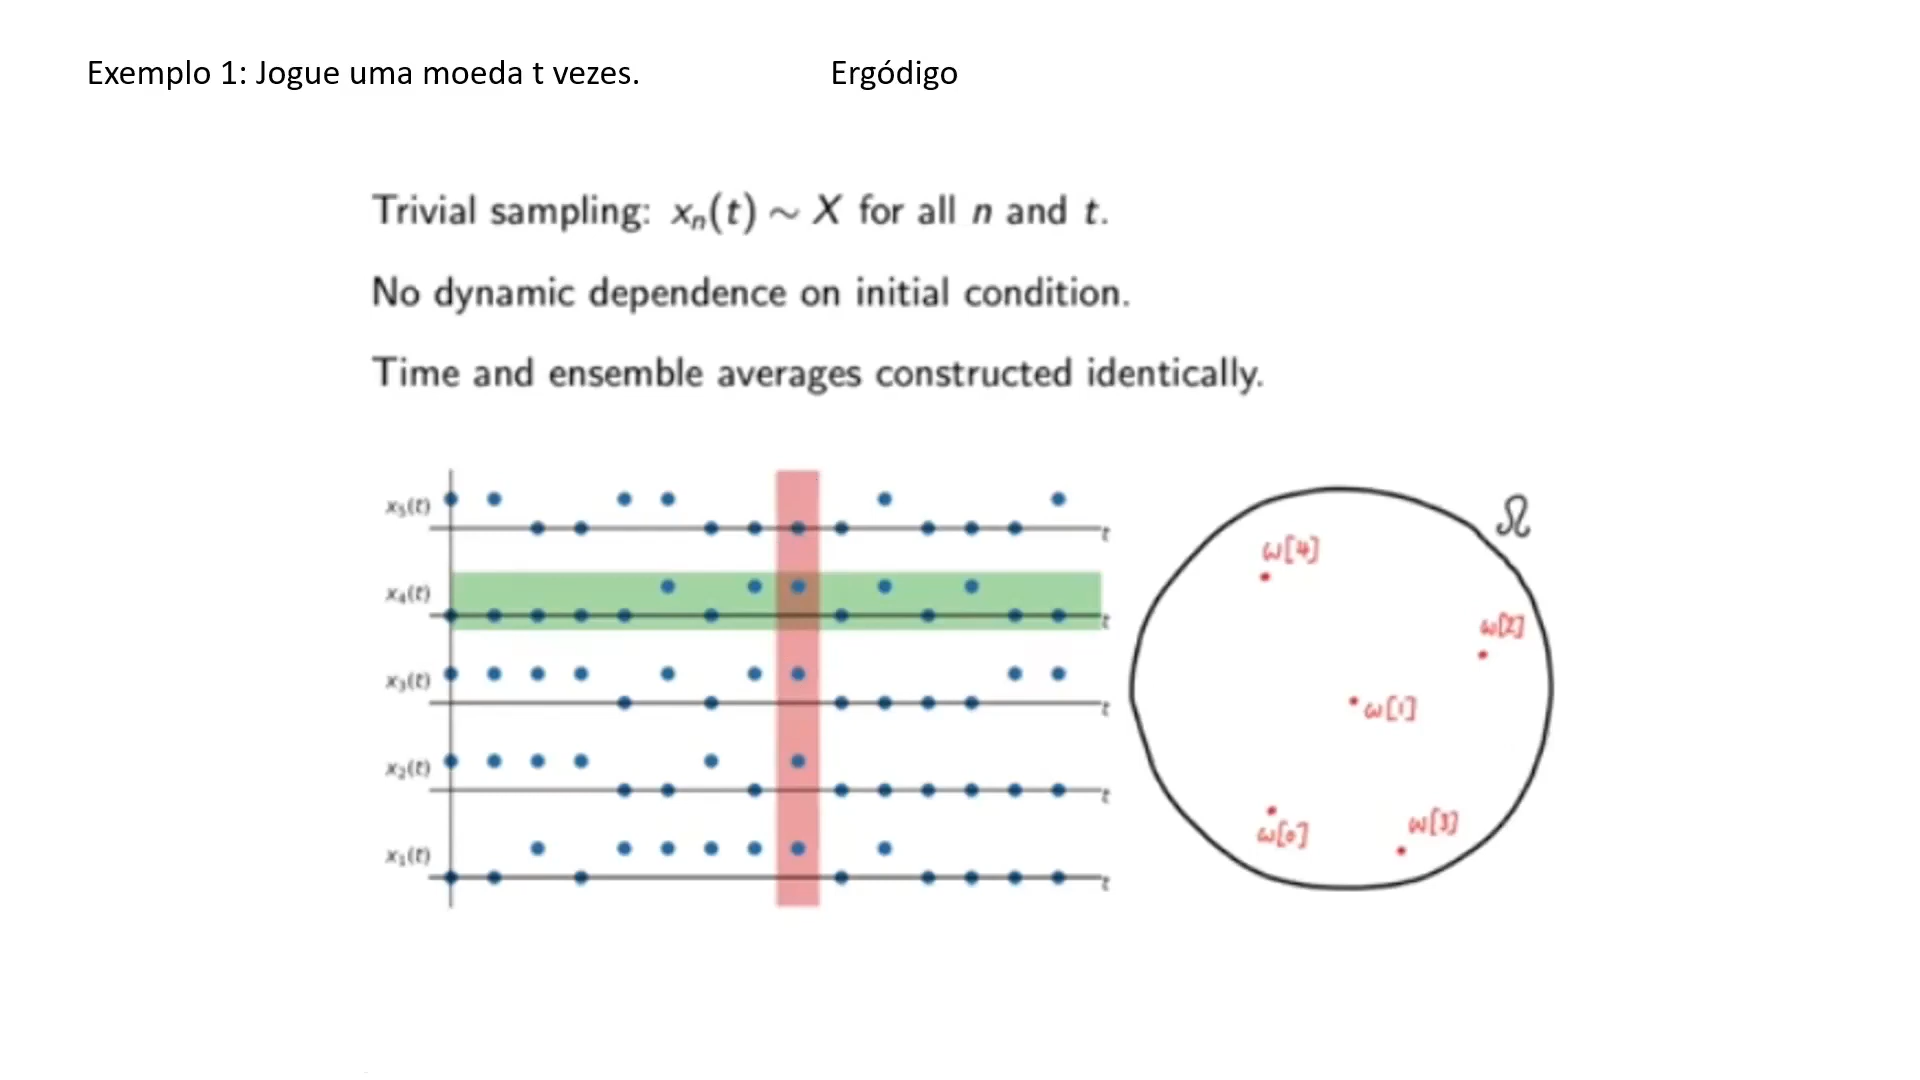 Exemplo 1: Jogue uma moeda t vezes.
Ergódigo
Trivial sampling: xₙ(t) ~ X for all n and t.
No dynamic dependence on initial condition.
Time and ensemble averages constructed identically.
x₅(t)
t
x₄(t)
t
x₃(t)
t
x₂(t)
t
x₁(t)
t
Ω
ω[4]
ω[2]
ω[1]
ω[0]
ω[3]